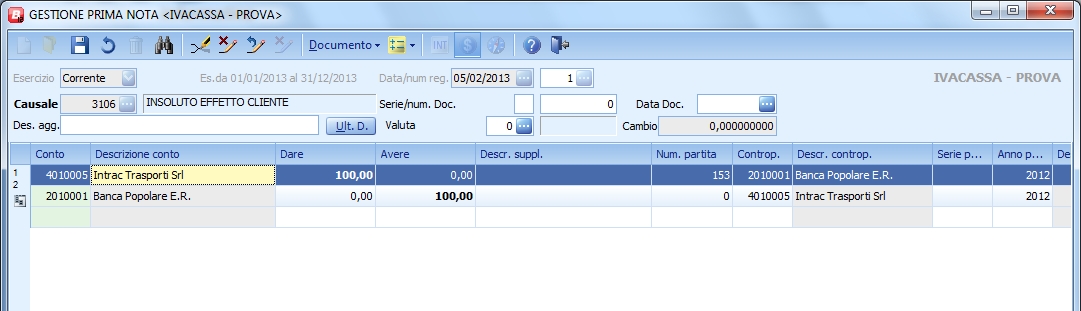 GESTIONE PRIMA NOTA <IVACASSA - PROVA>
Documento
INT $
Esercizio Corrente Es.da 01/01/2013 al 31/12/2013 Data/num reg. 05/02/2013 1 IVACASSA - PROVA
Causale 3106 INSOLUTO EFFETTO CLIENTE Serie/num. Doc. 0 Data Doc.
Des. agg. Ult. D. Valuta 0 Cambio 0,000000000
Conto Descrizione conto Dare Avere Descr. suppl. Num. partita Controp. Descr. controp. Serie p... Anno p... De
1 4010005 Intrac Trasporti Srl 100,00 0,00 153 2010001 Banca Popolare E.R. 2012
2 2010001 Banca Popolare E.R. 0,00 100,00 0 4010005 Intrac Trasporti Srl 2012